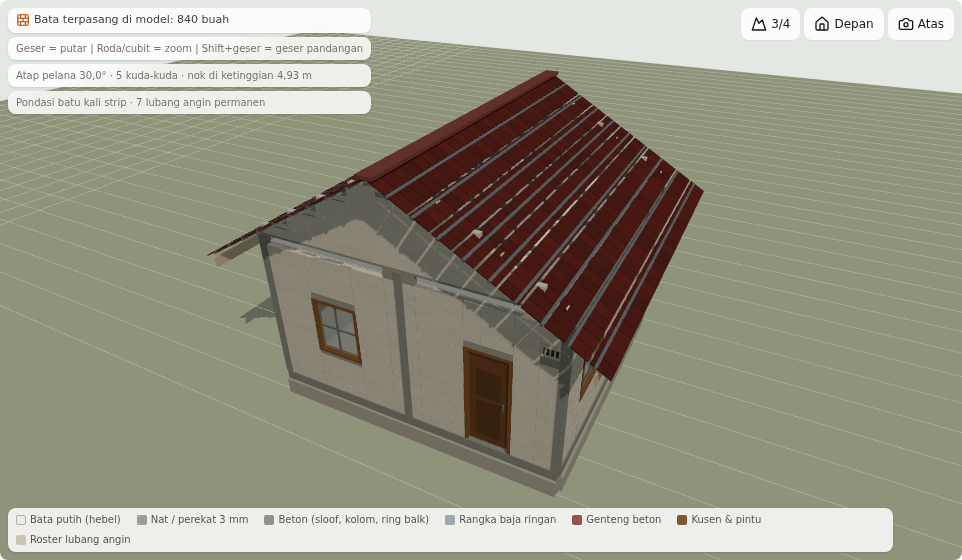 Bata terpasang di model: 840 buah
3/4
Depan
Atas
Geser = putar | Roda/cubit = zoom | Shift+geser = geser pandangan
Atap pelana 30,0° · 5 kuda-kuda · nok di ketinggian 4,93 m
Pondasi batu kali strip · 7 lubang angin permanen
Bata putih (hebel)
Nat / perekat 3 mm
Beton (sloof, kolom, ring balk)
Rangka baja ringan
Genteng beton
Kusen & pintu
Roster lubang angin